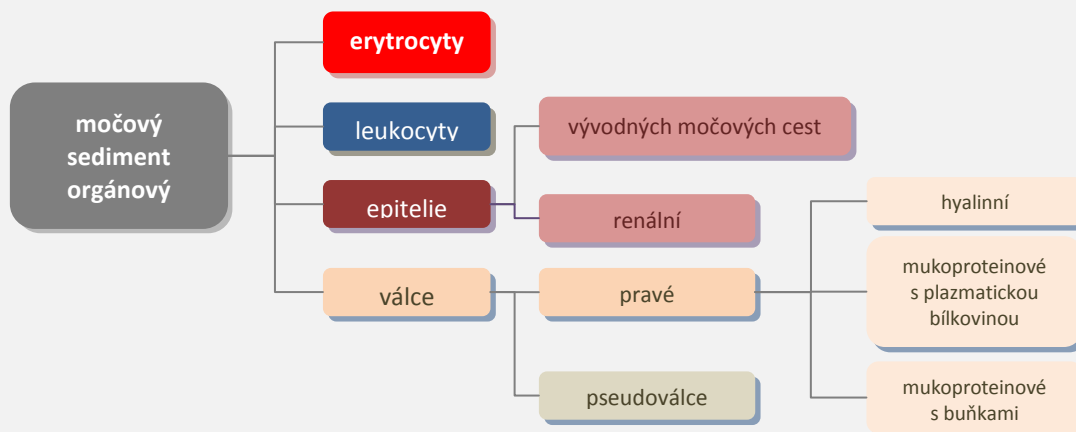 močový
sediment
orgánový
erytrocyty
leukocyty
epitelie
válce
vývodných močových cest
renální
pravé
pseudoválce
hyalinní
mukoproteinové
s plazmatickou
bílkovinou
mukoproteinové
s buňkami